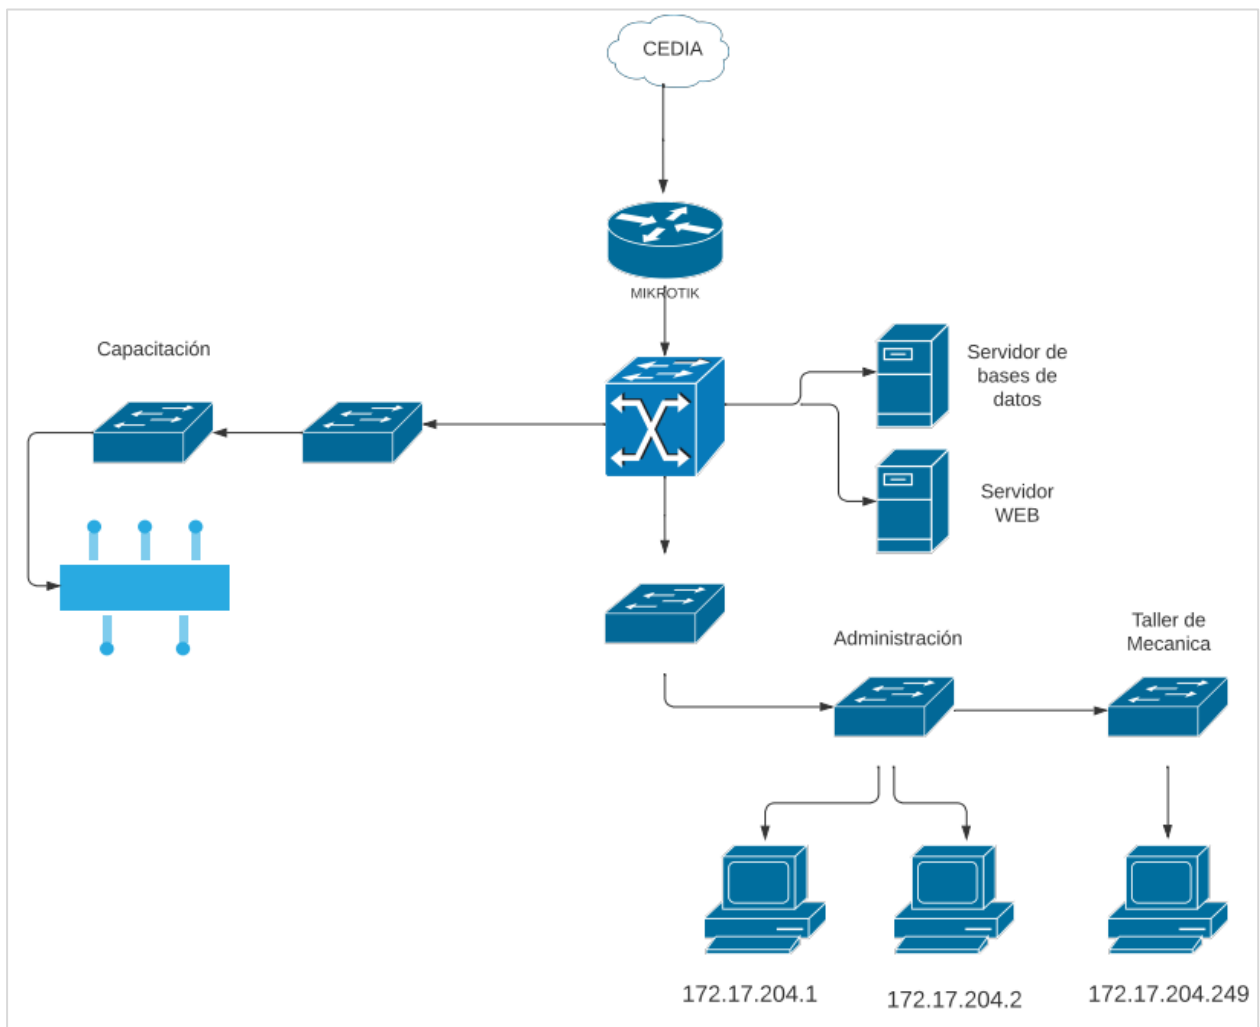 CEDIA
MIKROTIK
Capacitación
Servidor de
bases de
datos
Servidor
WEB
Administración
Taller de
Mecanica
172.17.204.1
172.17.204.2
172.17.204.249